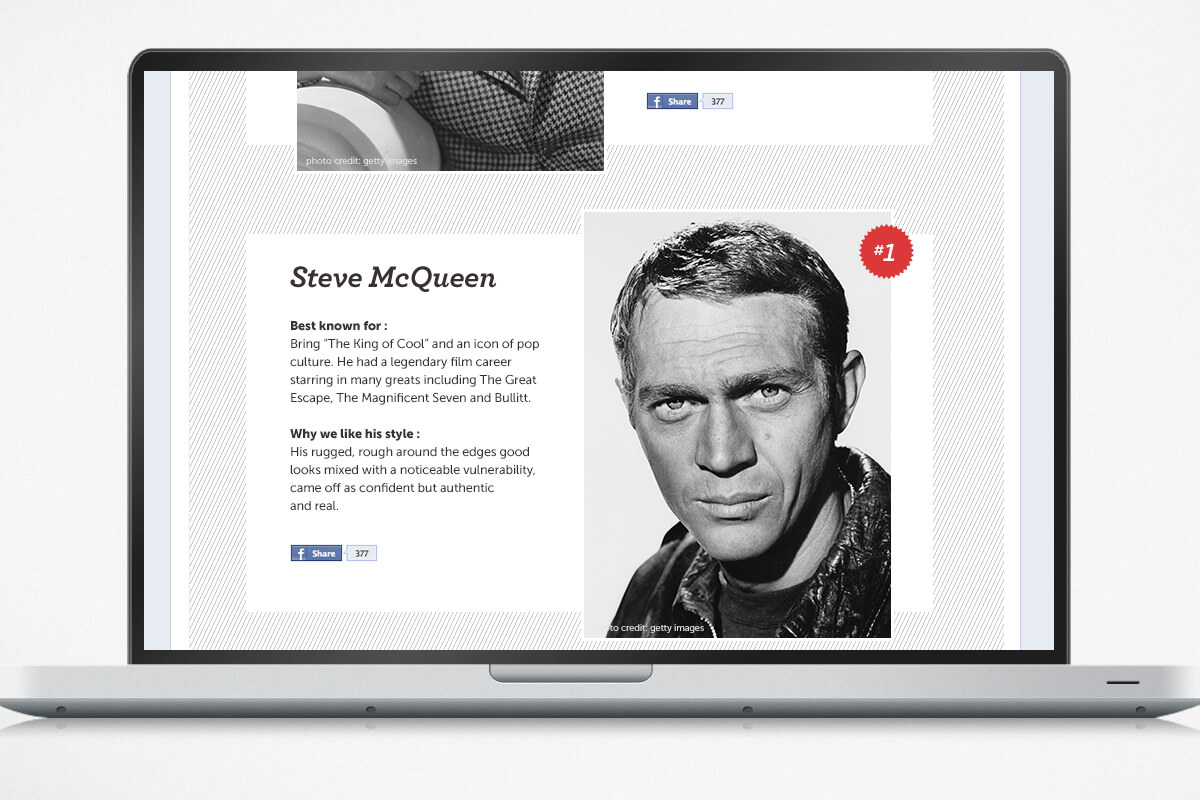 Share 377
photo credit: getty images
#1
Steve McQueen
Best known for :
Bring “The King of Cool” and an icon of pop
culture. He had a legendary film career
starring in many greats including The Great
Escape, The Magnificent Seven and Bullitt.
Why we like his style :
His rugged, rough around the edges good
looks mixed with a noticeable vulnerability,
came off as confident but authentic
and real.
Share 377
to credit: getty images